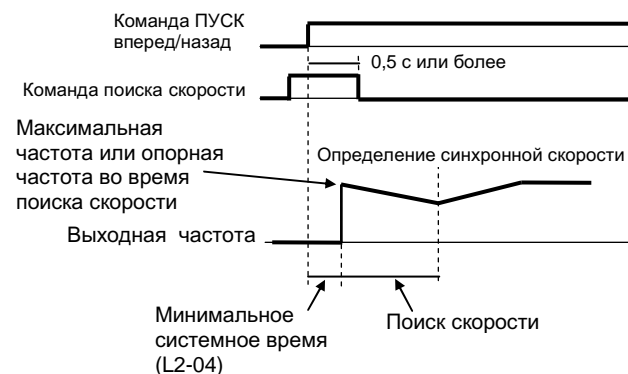 Команда ПУСК
вперед/назад
0,5 с или более
Команда поиска скорости
Максимальная
частота или опорная
частота во время
поиска скорости
Определение синхронной скорости
Выходная частота
Минимальное
системное время
(L2-04)
Поиск скорости